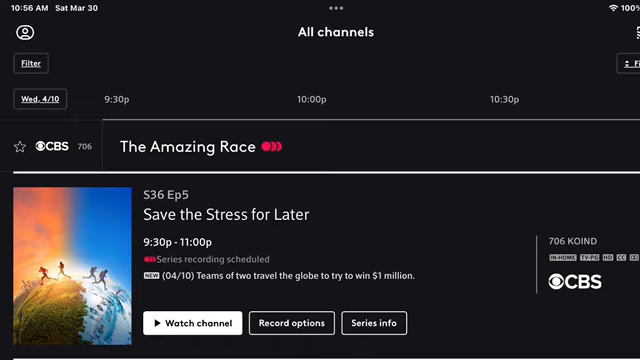 10:56 AM Sat Mar 30
100%
All channels
Filter
Wed, 4/10
9:30p
10:00p
10:30p
CBS
706
The Amazing Race
S36 Ep5
Save the Stress for Later
9:30p - 11:00p
Series recording scheduled
NEW (04/10) Teams of two travel the globe to try to win $1 million.
706 KOIND
IN-HOME TV-PG HD CC
CBS
Watch channel
Record options
Series info